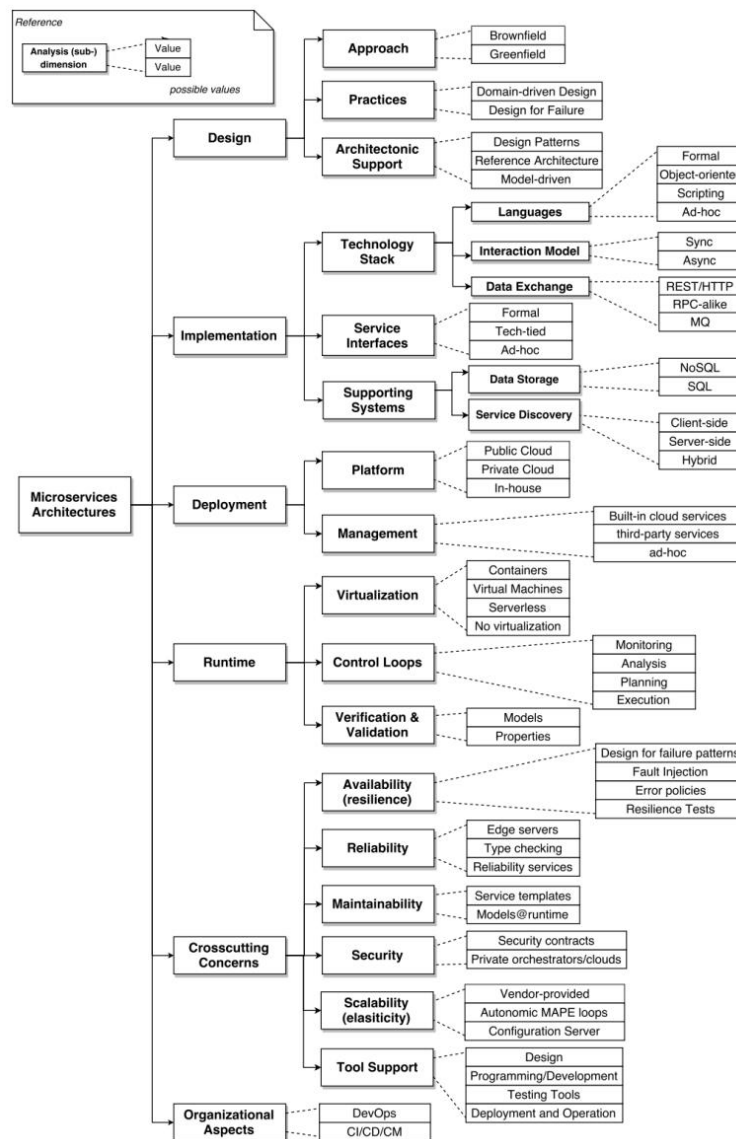 Reference
Analysis (sub-)
dimension
Value
Value
possible values
Microservices
Architectures
Design
Approach
Brownfield
Greenfield
Practices
Domain-driven Design
Design for Failure
Architectonic
Support
Design Patterns
Reference Architecture
Model-driven
Implementation
Technology
Stack
Languages
Formal
Object-oriente
Scripting
Ad-hoc
Interaction Model
Sync
Async
Data Exchange
REST/HTTP
RPC-alike
MQ
Service
Interfaces
Formal
Tech-tied
Ad-hoc
Supporting
Systems
Data Storage
NoSQL
SQL
Service Discovery
Client-side
Server-side
Hybrid
Deployment
Platform
Public Cloud
Private Cloud
In-house
Management
Built-in cloud services
third-party services
ad-hoc
Runtime
Virtualization
Containers
Virtual Machines
Serverless
No virtualization
Control Loops
Monitoring
Analysis
Planning
Execution
Verification &
Validation
Models
Properties
Crosscutting
Concerns
Availability
(resilience)
Design for failure patterns
Fault Injection
Error policies
Resilience Tests
Reliability
Edge servers
Type checking
Reliability services
Maintainability
Service templates
Models@runtime
Security
Security contracts
Private orchestrators/clouds
Scalability
(elasiticity)
Vendor-provided
Autonomic MAPE loops
Configuration Server
Tool Support
Design
Programming/Development
Testing Tools
Deployment and Operation
Organizational
Aspects
DevOps
CI/CD/CM